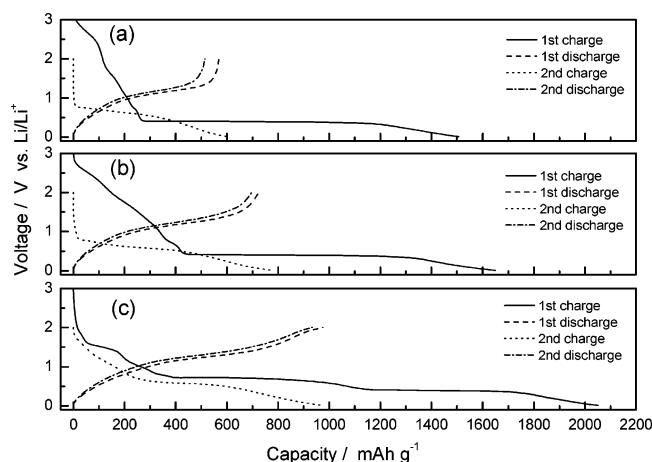 Voltage / V vs. Li/Li+
3
2
1
0
(a)
1st charge
1st discharge
2nd charge
2nd discharge
3
2
1
0
(b)
1st charge
1st discharge
2nd charge
2nd discharge
3
2
1
0
(c)
1st charge
1st discharge
2nd charge
2nd discharge
0 200 400 600 800 1000 1200 1400 1600 1800 2000 2200
Capacity / mAh g-1